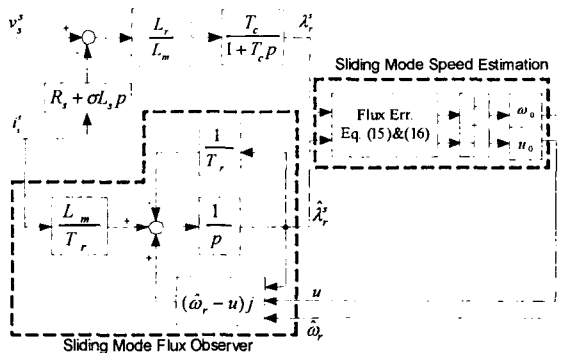 v_s^s
+
-
L_r / L_m
T_c / 1 + T_c p
λ_r^s
Sliding Mode Speed Estimation
R_s + σL_s p
Flux Err.
Eq. (15)&(16)
ω_0
u_0
i_s^s
1 / T_r
L_m / T_r
+
-
+
1 / p
λ̂_r^s
(ω̂_r − u) j
u
ω̂_r
Sliding Mode Flux Observer